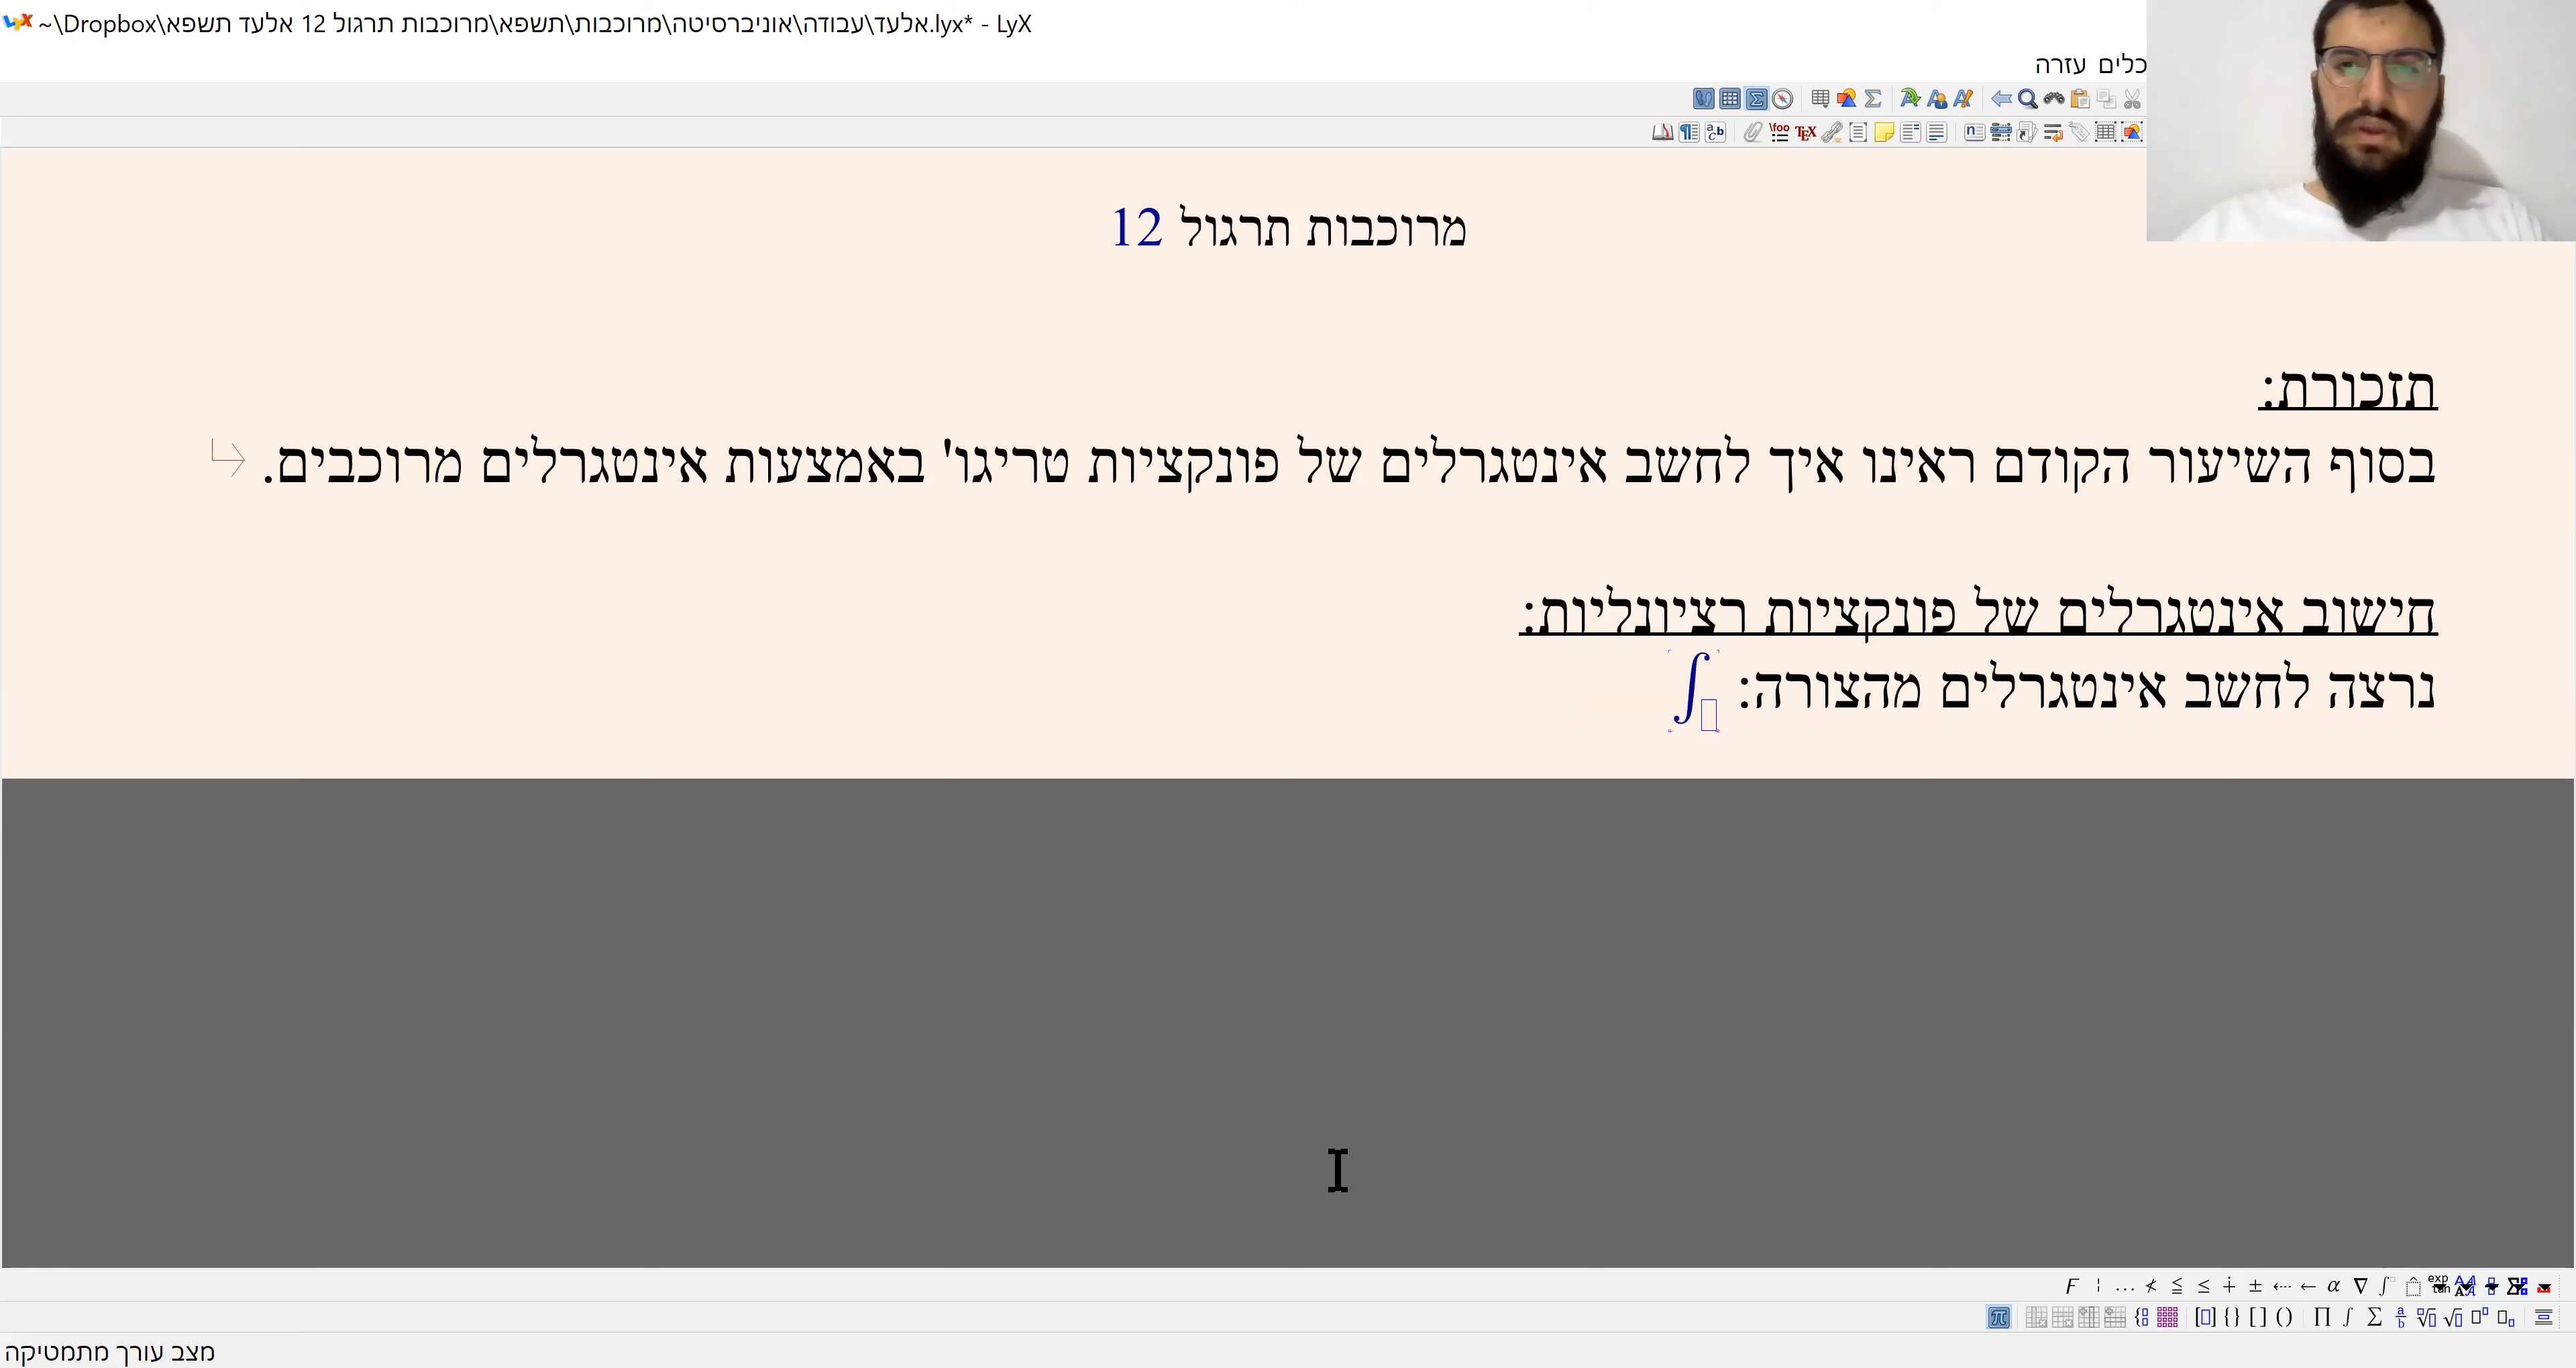 ~\Dropbox\אלעד\עבודה\אוניברסיטה\מרוכבות\תשפא\מרוכבות תרגול 12 אלעד תשפא.lyx* - LyX
כלים עזרה
מרוכבות תרגול 12
תזכורת:
בסוף השיעור הקודם ראינו איך לחשב אינטגרלים של פונקציות טריגו' באמצעות אינטגרלים מרוכבים.
חישוב אינטגרלים של פונקציות רציונליות:
נרצה לחשב אינטגרלים מהצורה: ∫
מצב עורך מתמטיקה